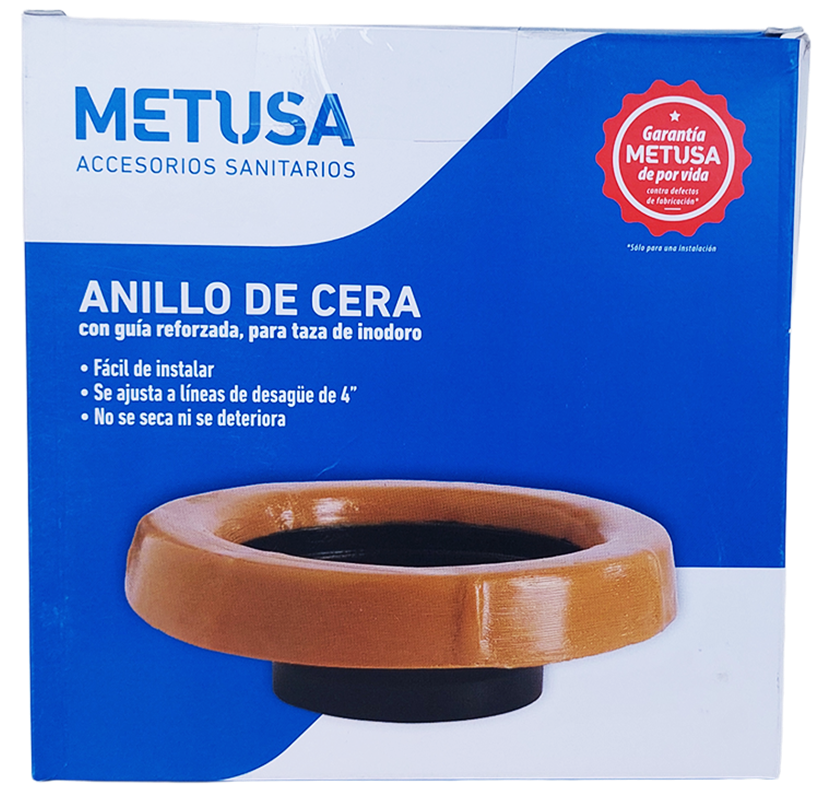 METUSA
ACCESORIOS SANITARIOS
Garantía
METUSA
de por vida
contra defectos
de fabricación*
*Sólo para una instalación
ANILLO DE CERA
con guía reforzada, para taza de inodoro
• Fácil de instalar
• Se ajusta a líneas de desagüe de 4”
• No se seca ni se deteriora